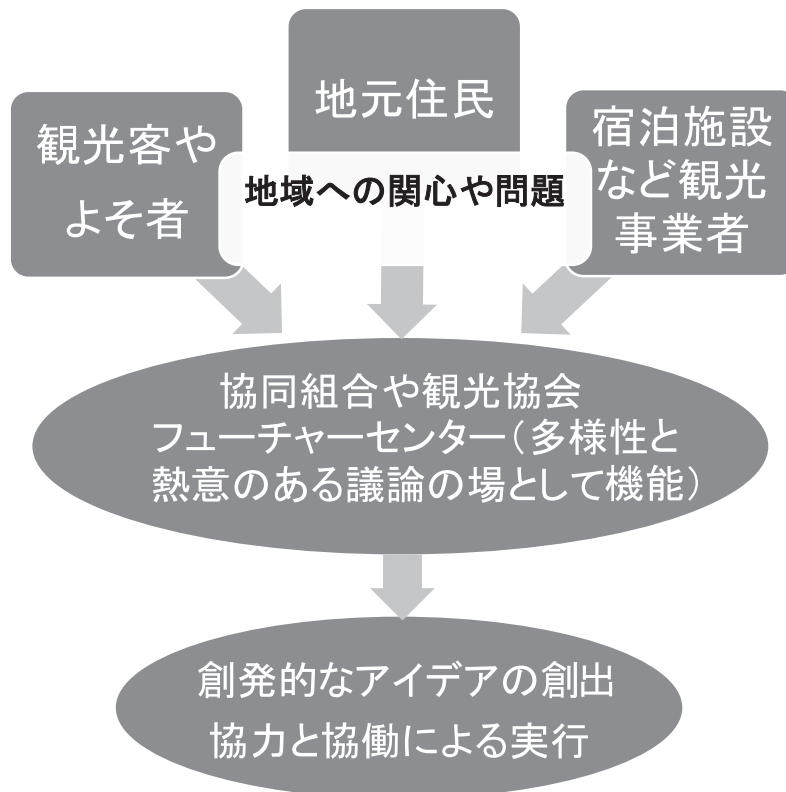 観光客や
よそ者
地元住民
宿泊施設
など観光
事業者
地域への関心や問題
協同組合や観光協会
フューチャーセンター(多様性と
熱意のある議論の場として機能)
創発的なアイデアの創出
協力と協働による実行